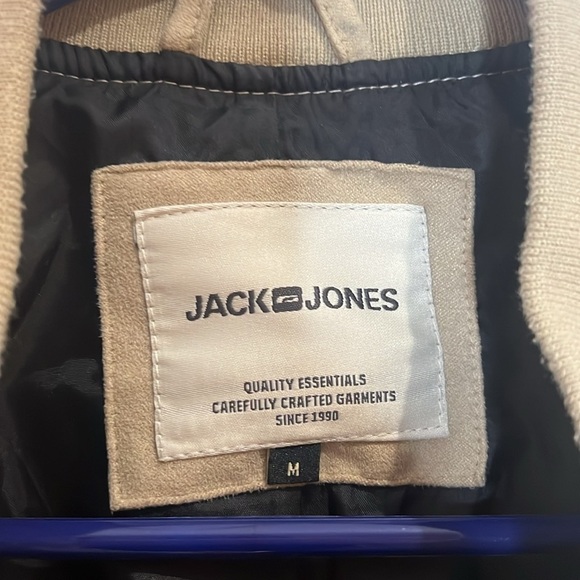 JACK JONES
QUALITY ESSENTIALS
CAREFULLY CRAFTED GARMENTS
SINCE 1990
M